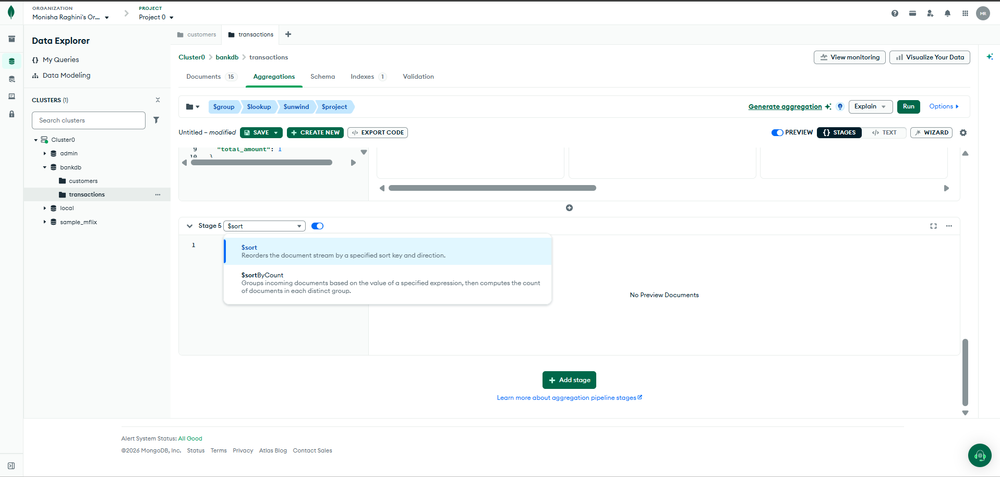 ORGANIZATION
Monisha Raghini's Or...
PROJECT
Project 0
MR
Data Explorer
My Queries
Data Modeling
CLUSTERS (1)
Search clusters
Cluster0
admin
bankdb
customers
transactions
local
sample_mflix
customers
transactions
Cluster0 > bankdb > transactions
View monitoring
Visualize Your Data
Documents 15
Aggregations
Schema
Indexes 1
Validation
$group
$lookup
$unwind
$project
Generate aggregation
Explain
Run
Options
Untitled – modified
SAVE
CREATE NEW
EXPORT CODE
PREVIEW
{} STAGES
</> TEXT
WIZARD
9 "total_amount": 1
10 }
Stage 5
$sort
1
$sort
Reorders the document stream by a specified sort key and direction.
$sortByCount
Groups incoming documents based on the value of a specified expression, then computes the count
of documents in each distinct group.
No Preview Documents
Add stage
Learn more about aggregation pipeline stages
Alert System Status: All Good
©2026 MongoDB, Inc. Status Terms Privacy Atlas Blog Contact Sales